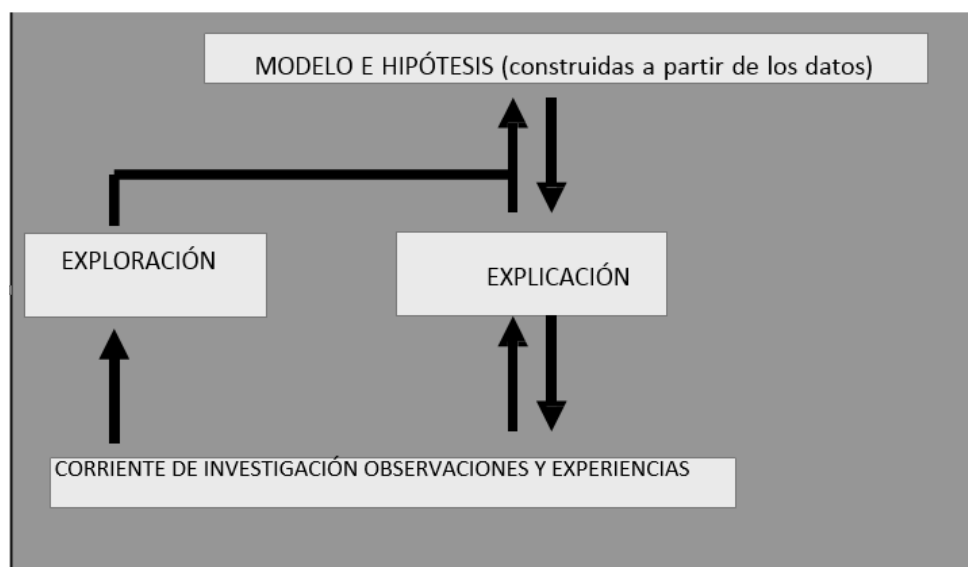 MODELO E HIPÓTESIS (construidas a partir de los datos)
EXPLORACIÓN
EXPLICACIÓN
CORRIENTE DE INVESTIGACIÓN OBSERVACIONES Y EXPERIENCIAS